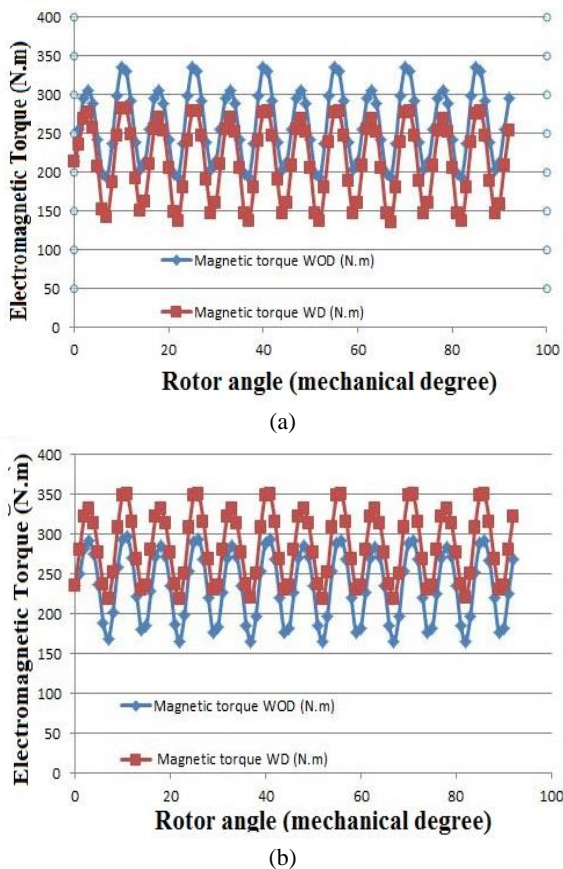 400
350
300
250
200
150
100
50
0
Electromagnetic Torque (N.m)
Magnetic torque WOD (N.m)
Magnetic torque WD (N.m)
0 20 40 60 80 100
Rotor angle (mechanical degree)
(a)
400
350
300
250
200
150
100
50
0
Electromagnetic Torque (N.m)
Magnetic torque WOD (N.m)
Magnetic torque WD (N.m)
0 20 40 60 80 100
Rotor angle (mechanical degree)
(b)